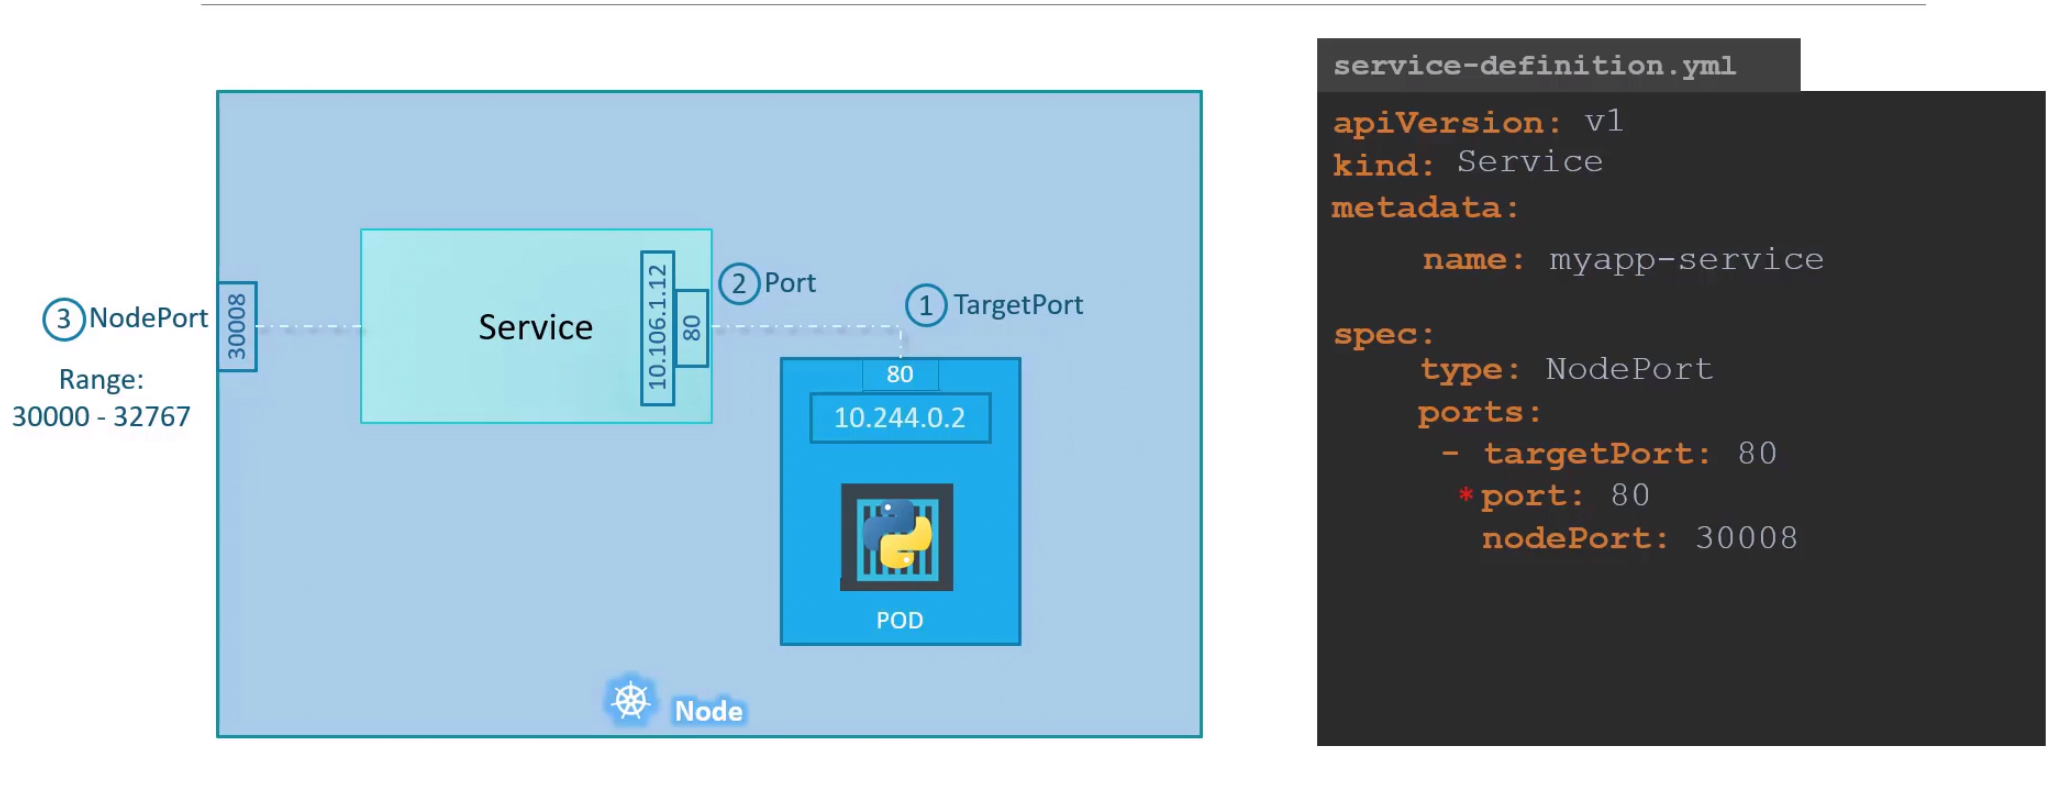 3 NodePort
Range:
30000 - 32767
30008
Service
10.106.1.12
80
2 Port
1 TargetPort
80
10.244.0.2
POD
Node
service-definition.yml
apiVersion: v1
kind: Service
metadata:
name: myapp-service
spec:
type: NodePort
ports:
- targetPort: 80
*port: 80
nodePort: 30008